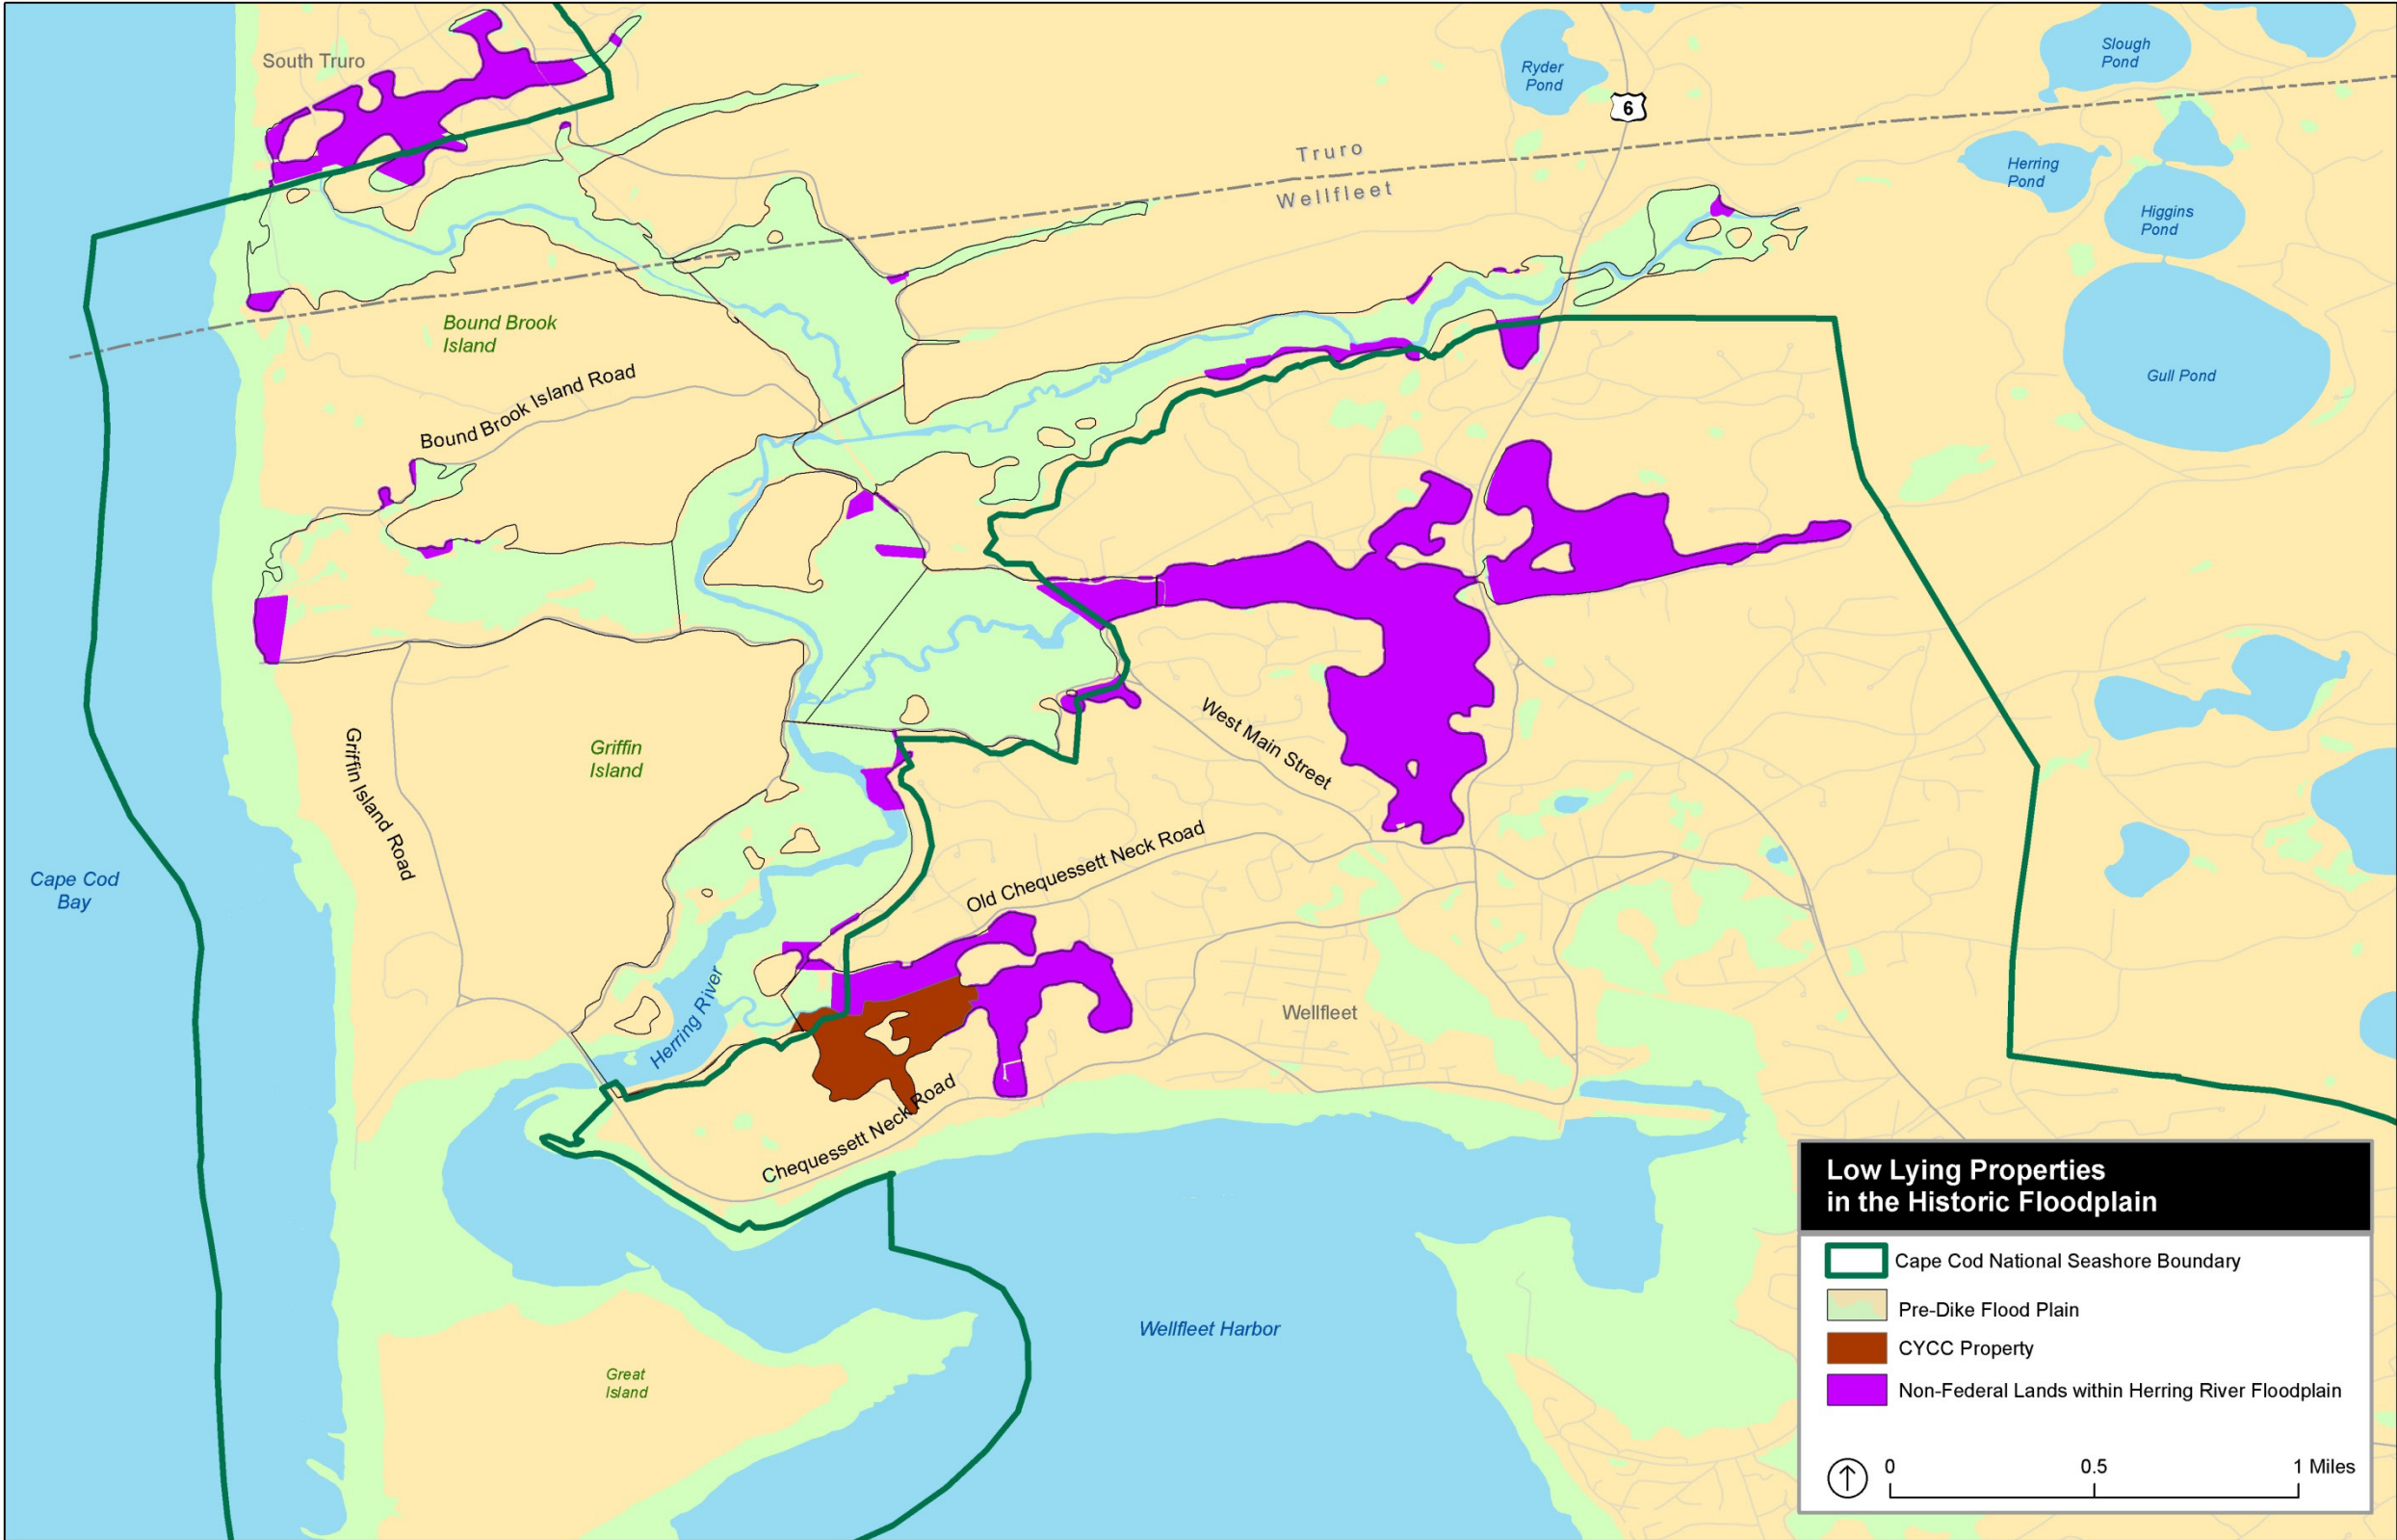 South Truro
Ryder
Pond
6
Slough
Pond
Truro
Wellfleet
Herring
Pond
Higgins
Pond
Gull Pond
Bound Brook
Island
Bound Brook Island Road
Griffin Island Road
Griffin
Island
West Main Street
Old Chequessett Neck Road
Cape Cod
Bay
Herring River
Wellfleet
Chequessett Neck Road
Wellfleet Harbor
Great
Island
Low Lying Properties
in the Historic Floodplain
Cape Cod National Seashore Boundary
Pre-Dike Flood Plain
CYCC Property
Non-Federal Lands within Herring River Floodplain
0 0.5 1 Miles